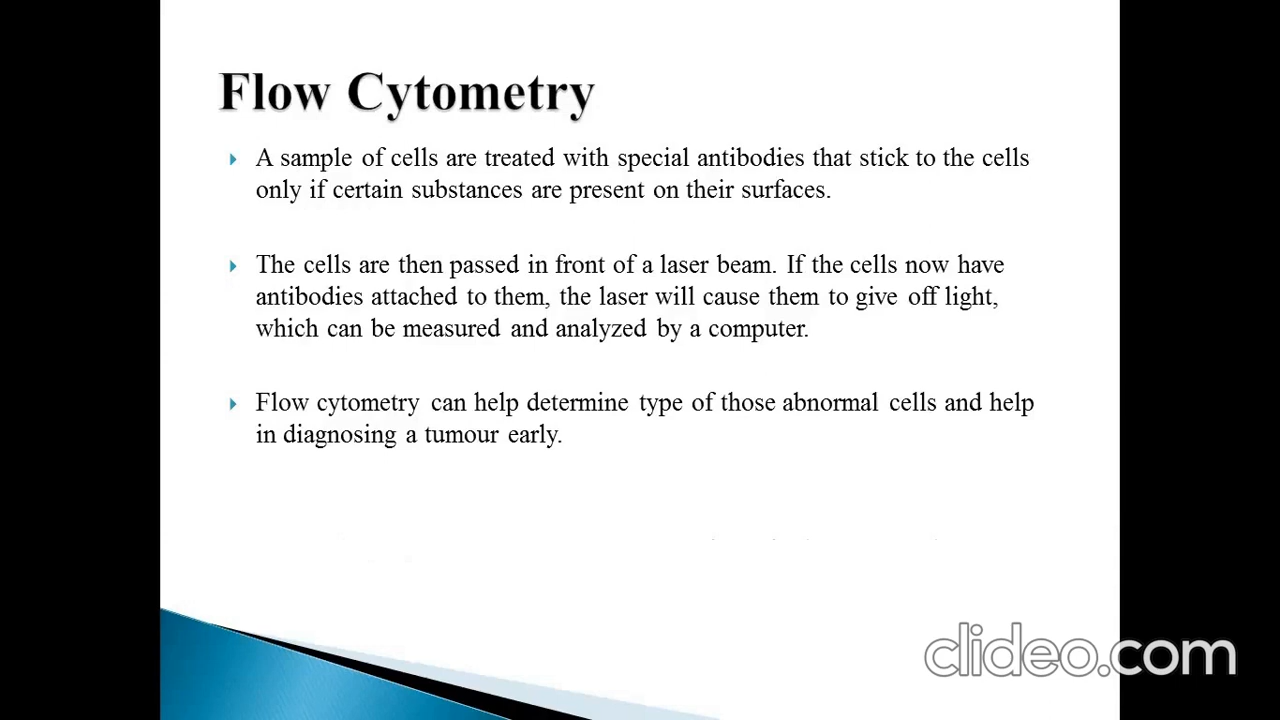 Flow Cytometry
A sample of cells are treated with special antibodies that stick to the cells
only if certain substances are present on their surfaces.
The cells are then passed in front of a laser beam. If the cells now have
antibodies attached to them, the laser will cause them to give off light,
which can be measured and analyzed by a computer.
Flow cytometry can help determine type of those abnormal cells and help
in diagnosing a tumour early.
clideo.com